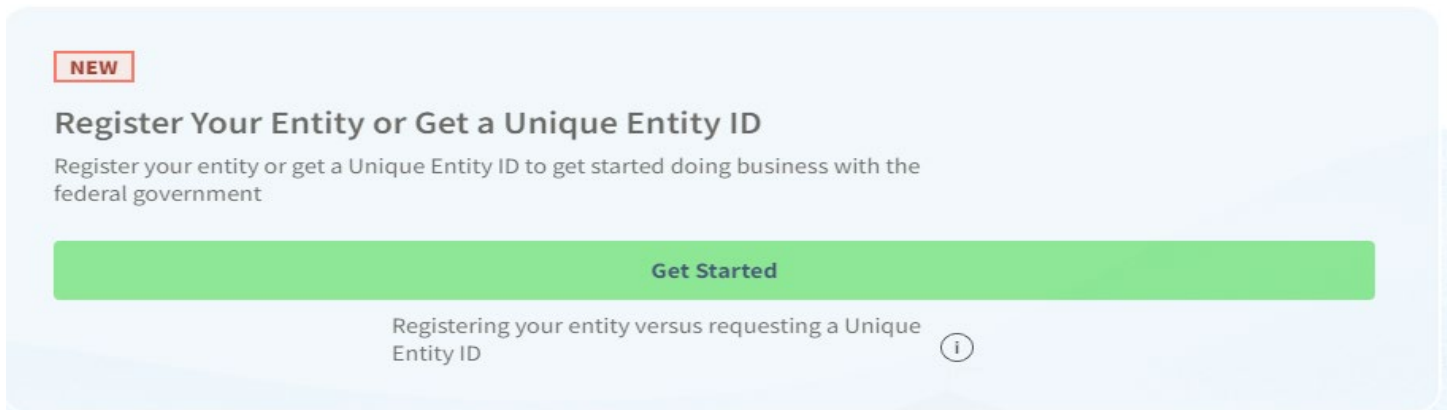 NEW
Register Your Entity or Get a Unique Entity ID
Register your entity or get a Unique Entity ID to get started doing business with the
federal government
Get Started
Registering your entity versus requesting a Unique
Entity ID
i